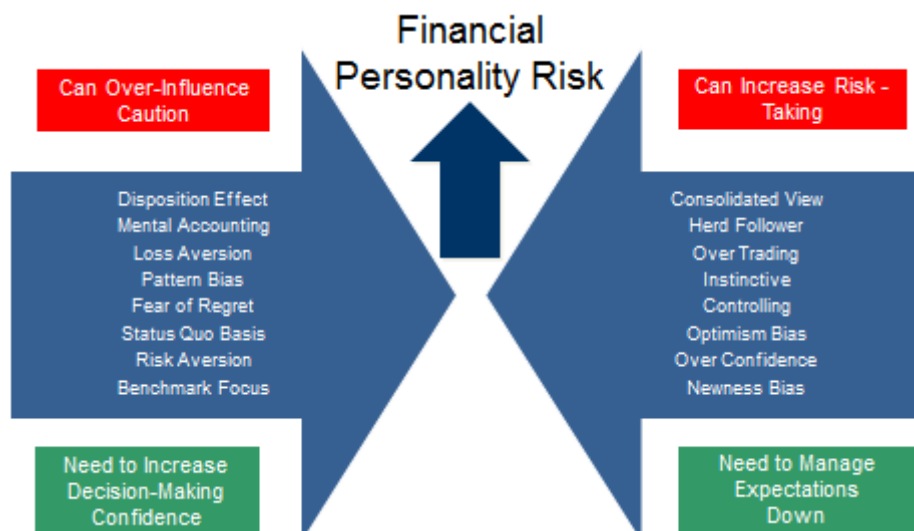 Financial
Personality Risk
Can Over-Influence
Caution
Can Increase Risk -
Taking
Disposition Effect
Mental Accounting
Loss Aversion
Pattern Bias
Fear of Regret
Status Quo Basis
Risk Aversion
Benchmark Focus
Consolidated View
Herd Follower
Over Trading
Instinctive
Controlling
Optimism Bias
Over Confidence
Newness Bias
Need to Increase
Decision-Making
Confidence
Need to Manage
Expectations
Down